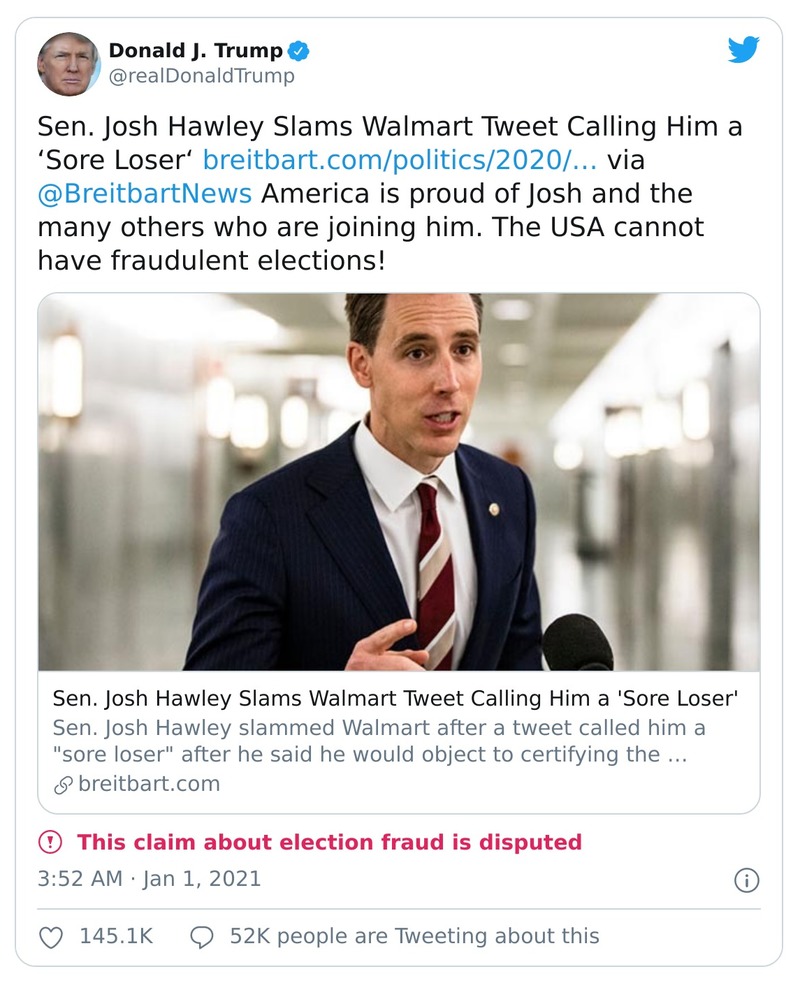 Donald J. Trump
@realDonaldTrump
Sen. Josh Hawley Slams Walmart Tweet Calling Him a
‘Sore Loser‘ breitbart.com/politics/2020/… via
@BreitbartNews America is proud of Josh and the
many others who are joining him. The USA cannot
have fraudulent elections!
Sen. Josh Hawley Slams Walmart Tweet Calling Him a 'Sore Loser'
Sen. Josh Hawley slammed Walmart after a tweet called him a
"sore loser" after he said he would object to certifying the …
breitbart.com
This claim about election fraud is disputed
3:52 AM · Jan 1, 2021
145.1K 52K people are Tweeting about this